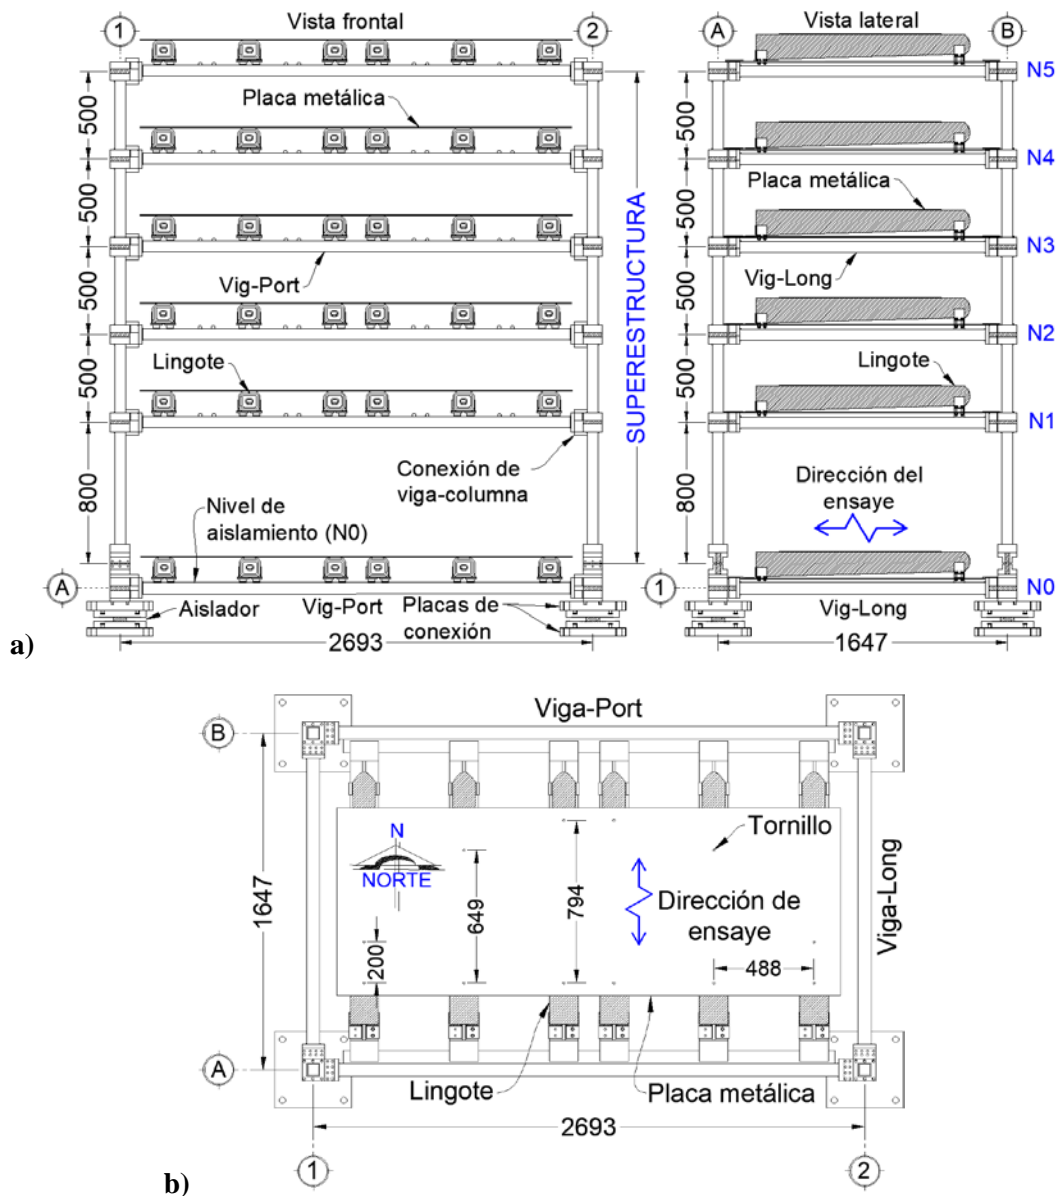 Vista frontal
1
2
Placa metálica
500
500
500
500
800
Vig-Port
Lingote
SUPERESTRUCTURA
Conexión de
viga-columna
Nivel de
aislamiento (N0)
A
Aislador
Vig-Port
Placas de
conexión
2693
a)
Vista lateral
A
B
N5
500
N4
Placa metálica
500
N3
Vig-Long
500
N2
Lingote
500
N1
Dirección del
ensaye
800
1
N0
Vig-Long
1647
Viga-Port
B
Tornillo
N
NORTE
1647
200
649
794
Dirección de
ensaye
488
Viga-Long
A
Lingote
Placa metálica
2693
1
2
b)